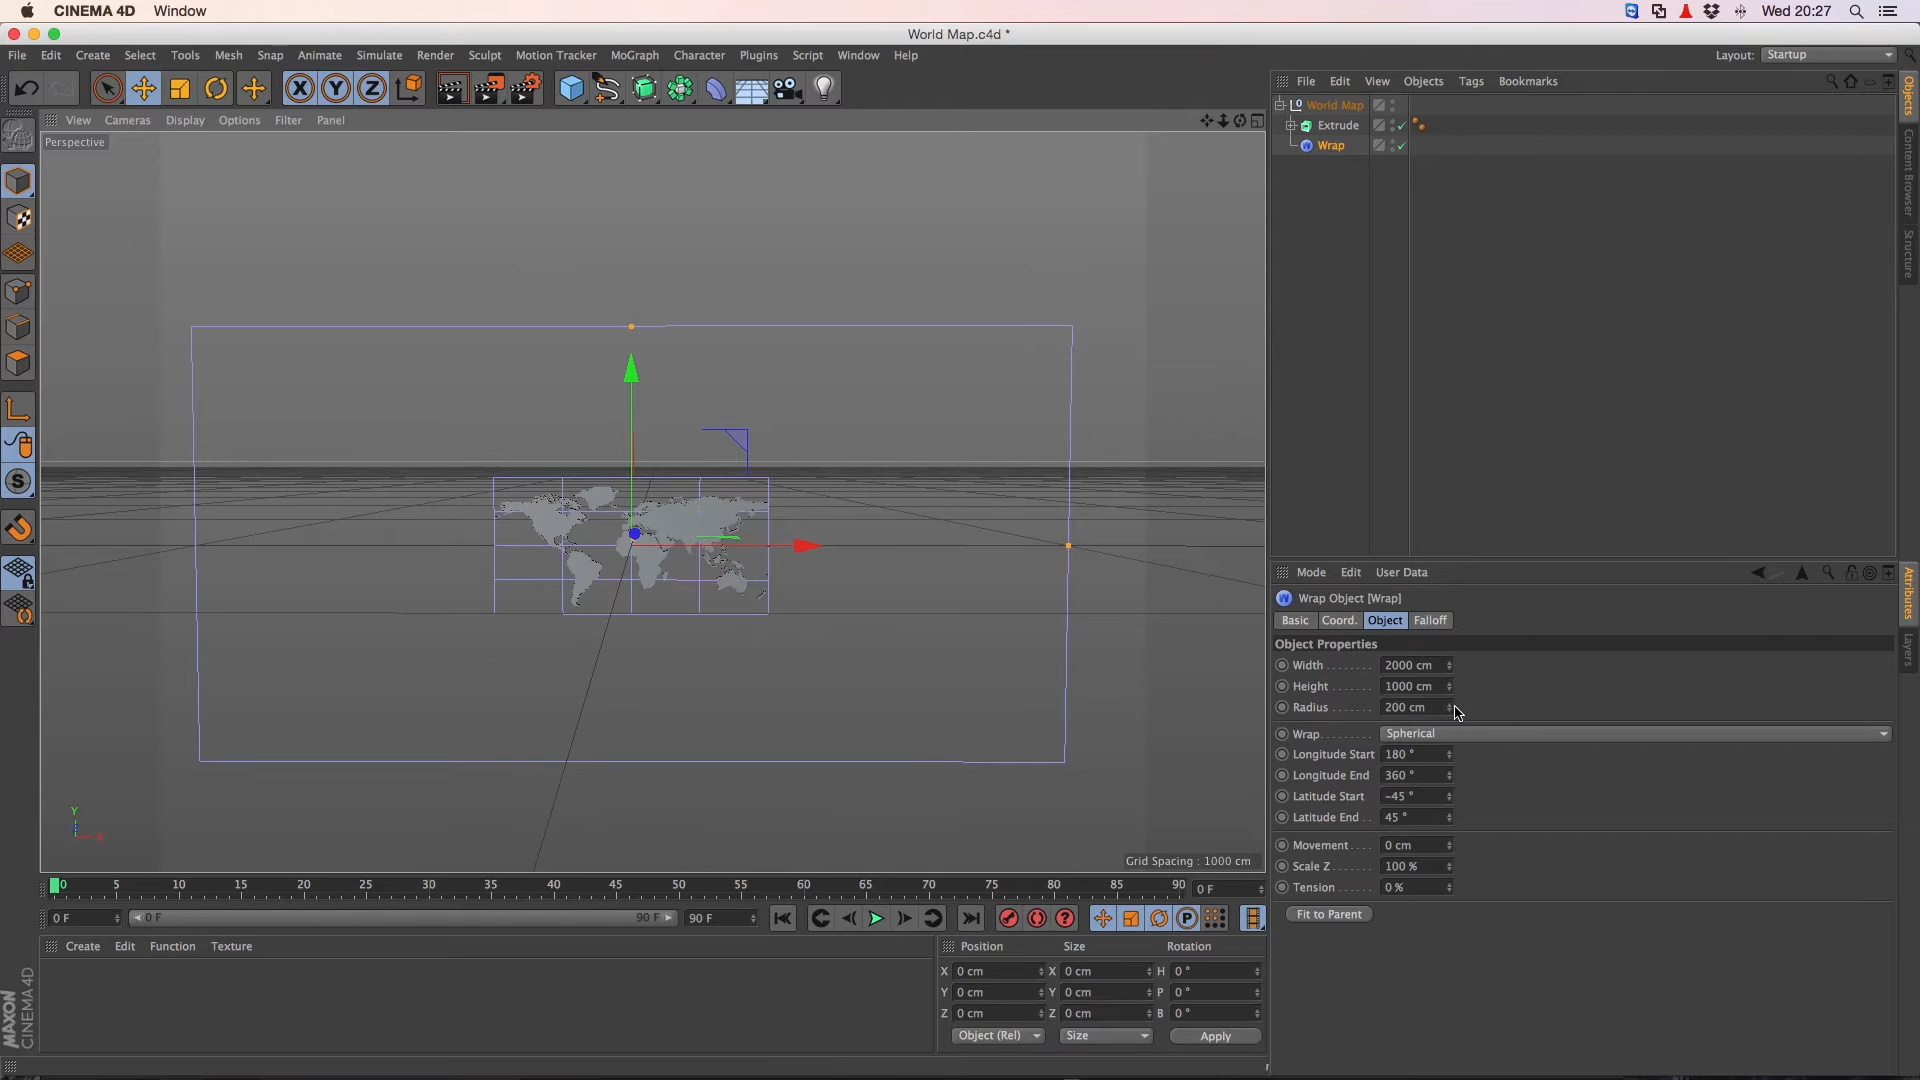 CINEMA 4D Window Wed 20:27
World Map.c4d *
File Edit Create Select Tools Mesh Snap Animate Simulate Render Sculpt Motion Tracker MoGraph Character Plugins Script Window Help Layout: Startup
X Y Z
File Edit View Objects Tags Bookmarks
Objects
Content Browser
Structure
World Map
Extrude
Wrap
View Cameras Display Options Filter Panel
Perspective
Y
X
Grid Spacing : 1000 cm
Mode Edit User Data
Attributes
Layers
Wrap Object [Wrap]
Basic Coord. Object Falloff
Object Properties
Width . . . . . . . 2000 cm
Height . . . . . . 1000 cm
Radius . . . . . . 200 cm
Wrap. . . . . . . . Spherical
Longitude Start 180 °
Longitude End 360 °
Latitude Start -45 °
Latitude End . . 45 °
Movement . . . . 0 cm
Scale Z . . . . . . 100 %
Tension . . . . . . 0 %
Fit to Parent
0 5 10 15 20 25 30 35 40 45 50 55 60 65 70 75 80 85 90 0 F
0 F 0 F 90 F 90 F
Create Edit Function Texture
Position Size Rotation
X 0 cm X 0 cm H 0 °
Y 0 cm Y 0 cm P 0 °
Z 0 cm Z 0 cm B 0 °
Object (Rel) Size Apply
MAXON
CINEMA 4D